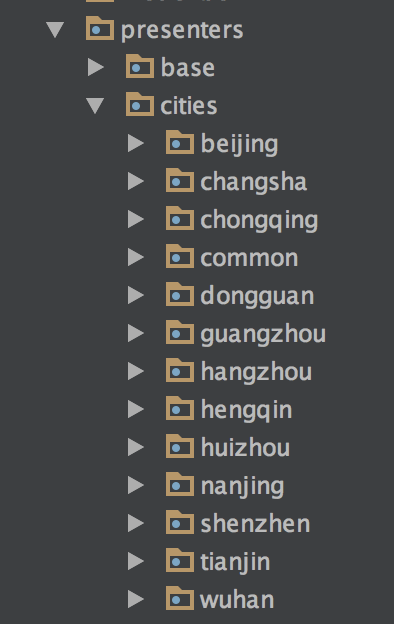 presenters
base
cities
beijing
changsha
chongqing
common
dongguan
guangzhou
hangzhou
hengqin
huizhou
nanjing
shenzhen
tianjin
wuhan